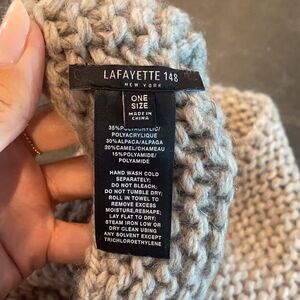 LAFAYETTE 148
NEW YORK
ONE
SIZE
MADE IN
CHINA
35%POLYACRYLIC/
POLYACRYLIQUE
30%ALPACA/ALPAGA
20%CAMEL/CHAMEAU
15%POLYAMIDE/
POLYAMIDE
HAND WASH COLD
SEPARATELY;
DO NOT BLEACH;
DO NOT TUMBLE DRY;
ROLL IN TOWEL TO
REMOVE EXCESS
MOISTURE,RESHAPE;
LAY FLAT TO DRY;
STEAM IRON LOW OR
DRY CLEAN USING
ANY SOLVENT EXCEPT
TRICHLOROETHYLENE